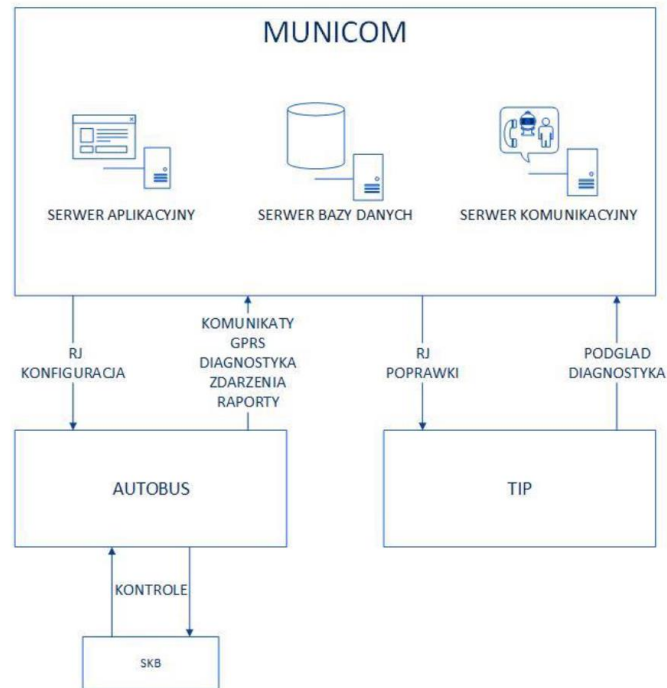 MUNICOM
SERWER APLIKACYJNY
SERWER BAZY DANYCH
SERWER KOMUNIKACYJNY
RJ
KONFIGURACJA
KOMUNIKATY
GPRS
DIAGNOSTYKA
ZDARZENIA
RAPORTY
RJ
POPRAWKI
PODGLAD
DIAGNOSTYKA
AUTOBUS
TIP
KONTROLE
SKB